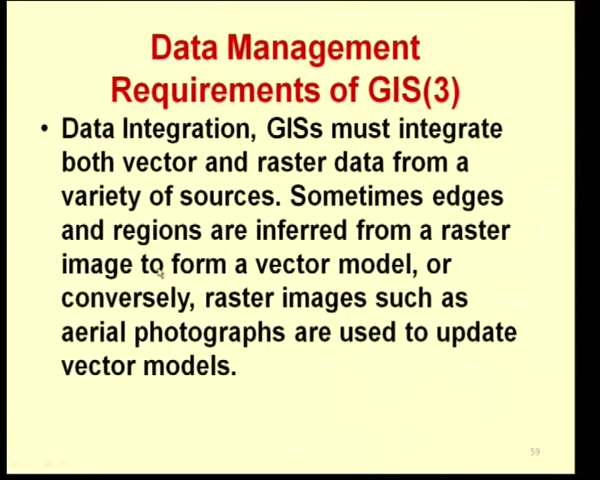 Data Management
Requirements of GIS(3)
• Data Integration, GISs must integrate
both vector and raster data from a
variety of sources. Sometimes edges
and regions are inferred from a raster
image to form a vector model, or
conversely, raster images such as
aerial photographs are used to update
vector models.
59